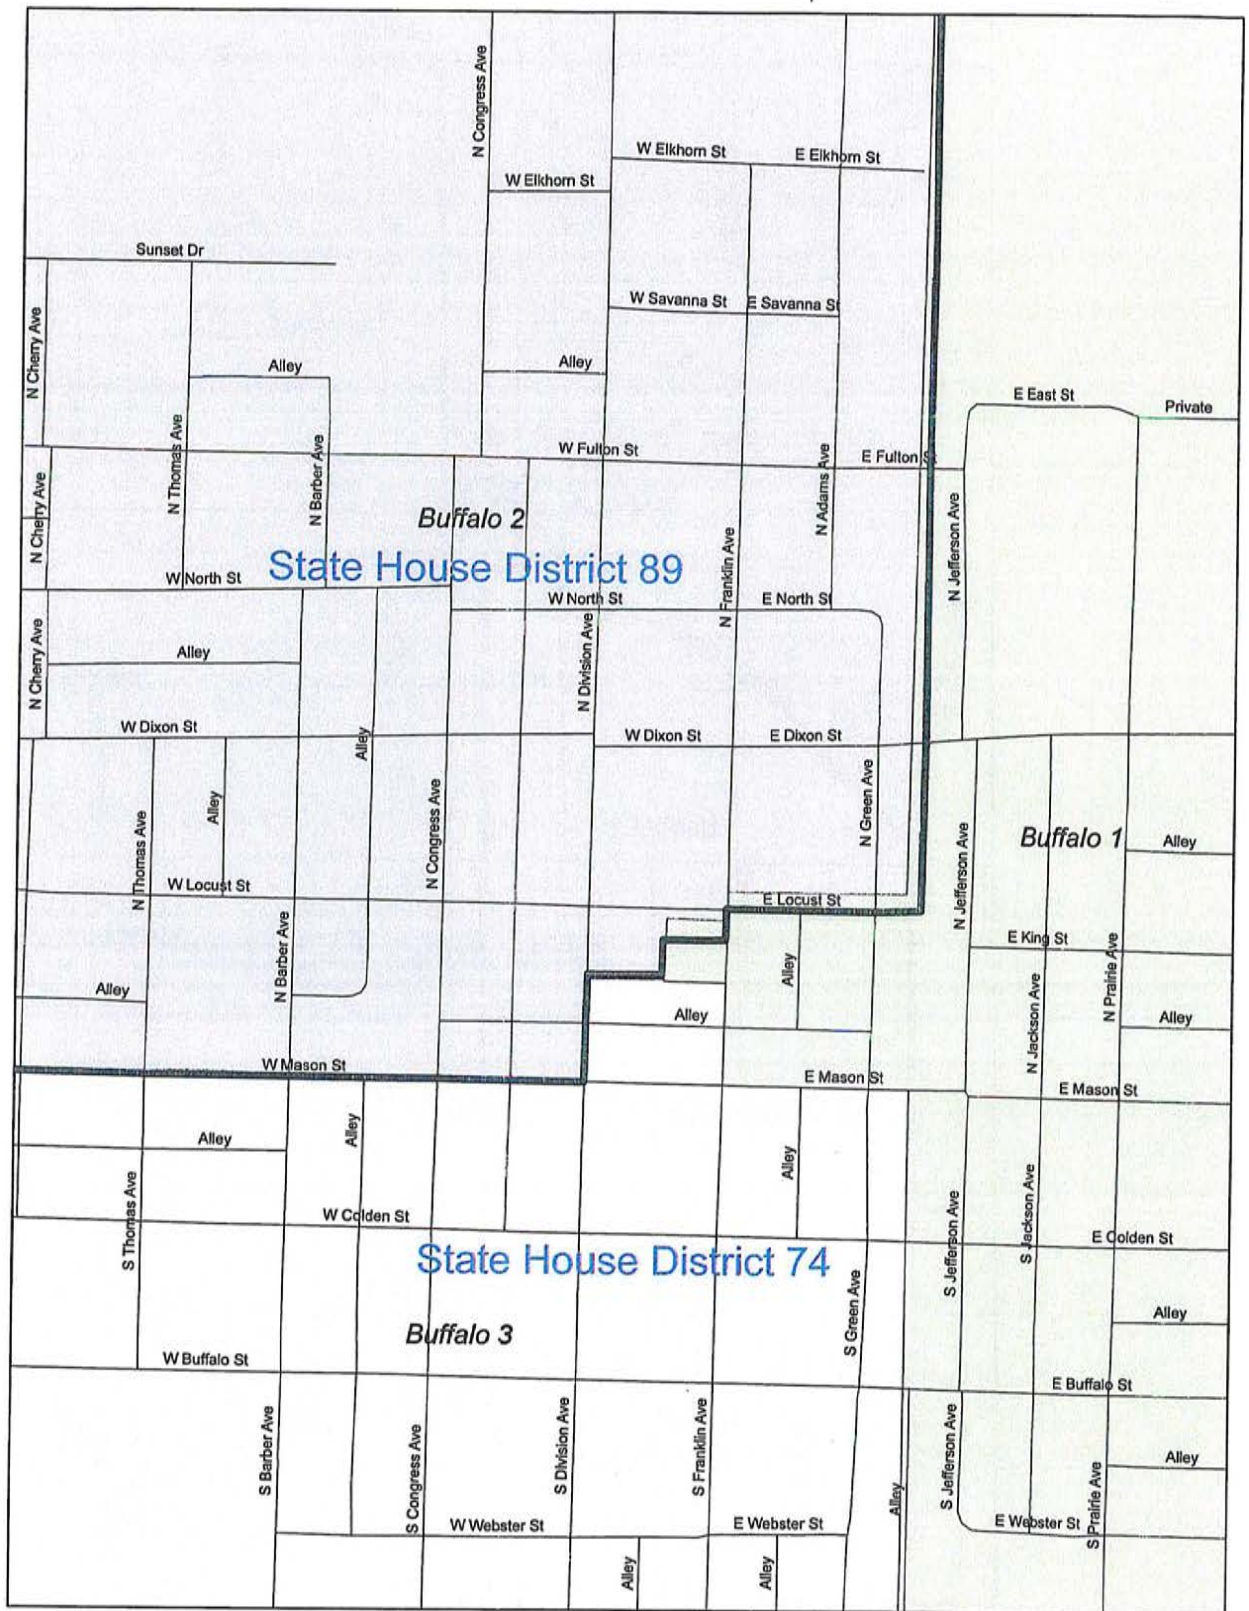 N Congress Ave
W Elkhorn St
E Elkhorn St
W Elkhorn St
Sunset Dr
W Savanna St
E Savanna St
N Cherry Ave
Alley
Alley
E East St
Private
N Thomas Ave
N Barber Ave
W Fulton St
E Fulton St
N Adams Ave
N Cherry Ave
Buffalo 2
N Jefferson Ave
N Franklin Ave
State House District 89
W North St
W North St
E North St
N Cherry Ave
Alley
N Division Ave
W Dixon St
Alley
W Dixon St
E Dixon St
N Green Ave
Alley
N Thomas Ave
N Congress Ave
N Jefferson Ave
Buffalo 1
Alley
W Locust St
E Locust St
N Barber Ave
E King St
N Prairie Ave
Alley
Alley
N Jackson Ave
Alley
Alley
W Mason St
E Mason St
E Mason St
Alley
Alley
Alley
S Thomas Ave
W Colden St
S Jefferson Ave
S Jackson Ave
E Colden St
State House District 74
S Green Ave
Alley
Buffalo 3
W Buffalo St
E Buffalo St
S Barber Ave
S Congress Ave
S Division Ave
S Franklin Ave
S Jefferson Ave
Alley
Alley
S Prairie Ave
W Webster St
E Webster St
E Webster St
Alley
Alley